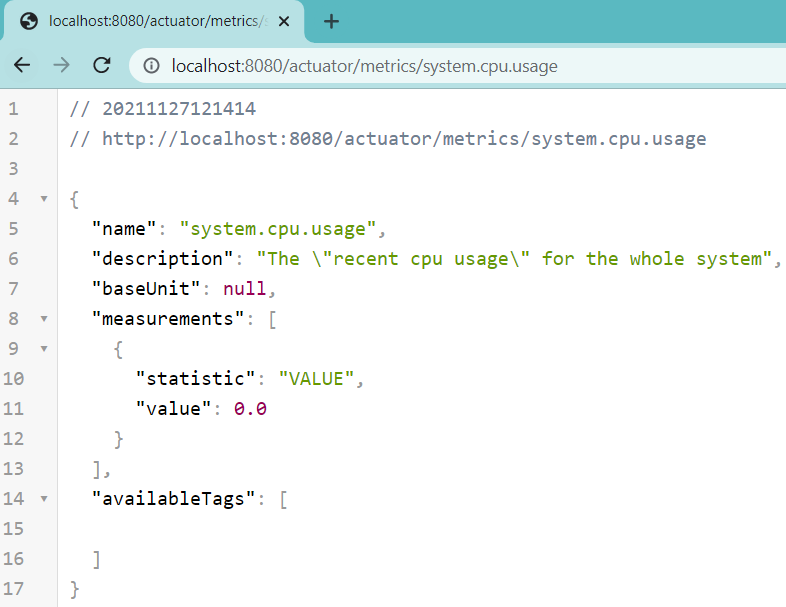 localhost:8080/actuator/metrics/s
localhost:8080/actuator/metrics/system.cpu.usage
1 // 20211127121414
2 // http://localhost:8080/actuator/metrics/system.cpu.usage
3
4 {
5 "name": "system.cpu.usage",
6 "description": "The \"recent cpu usage\" for the whole system",
7 "baseUnit": null,
8 "measurements": [
9 {
10 "statistic": "VALUE",
11 "value": 0.0
12 }
13 ],
14 "availableTags": [
15
16 ]
17 }